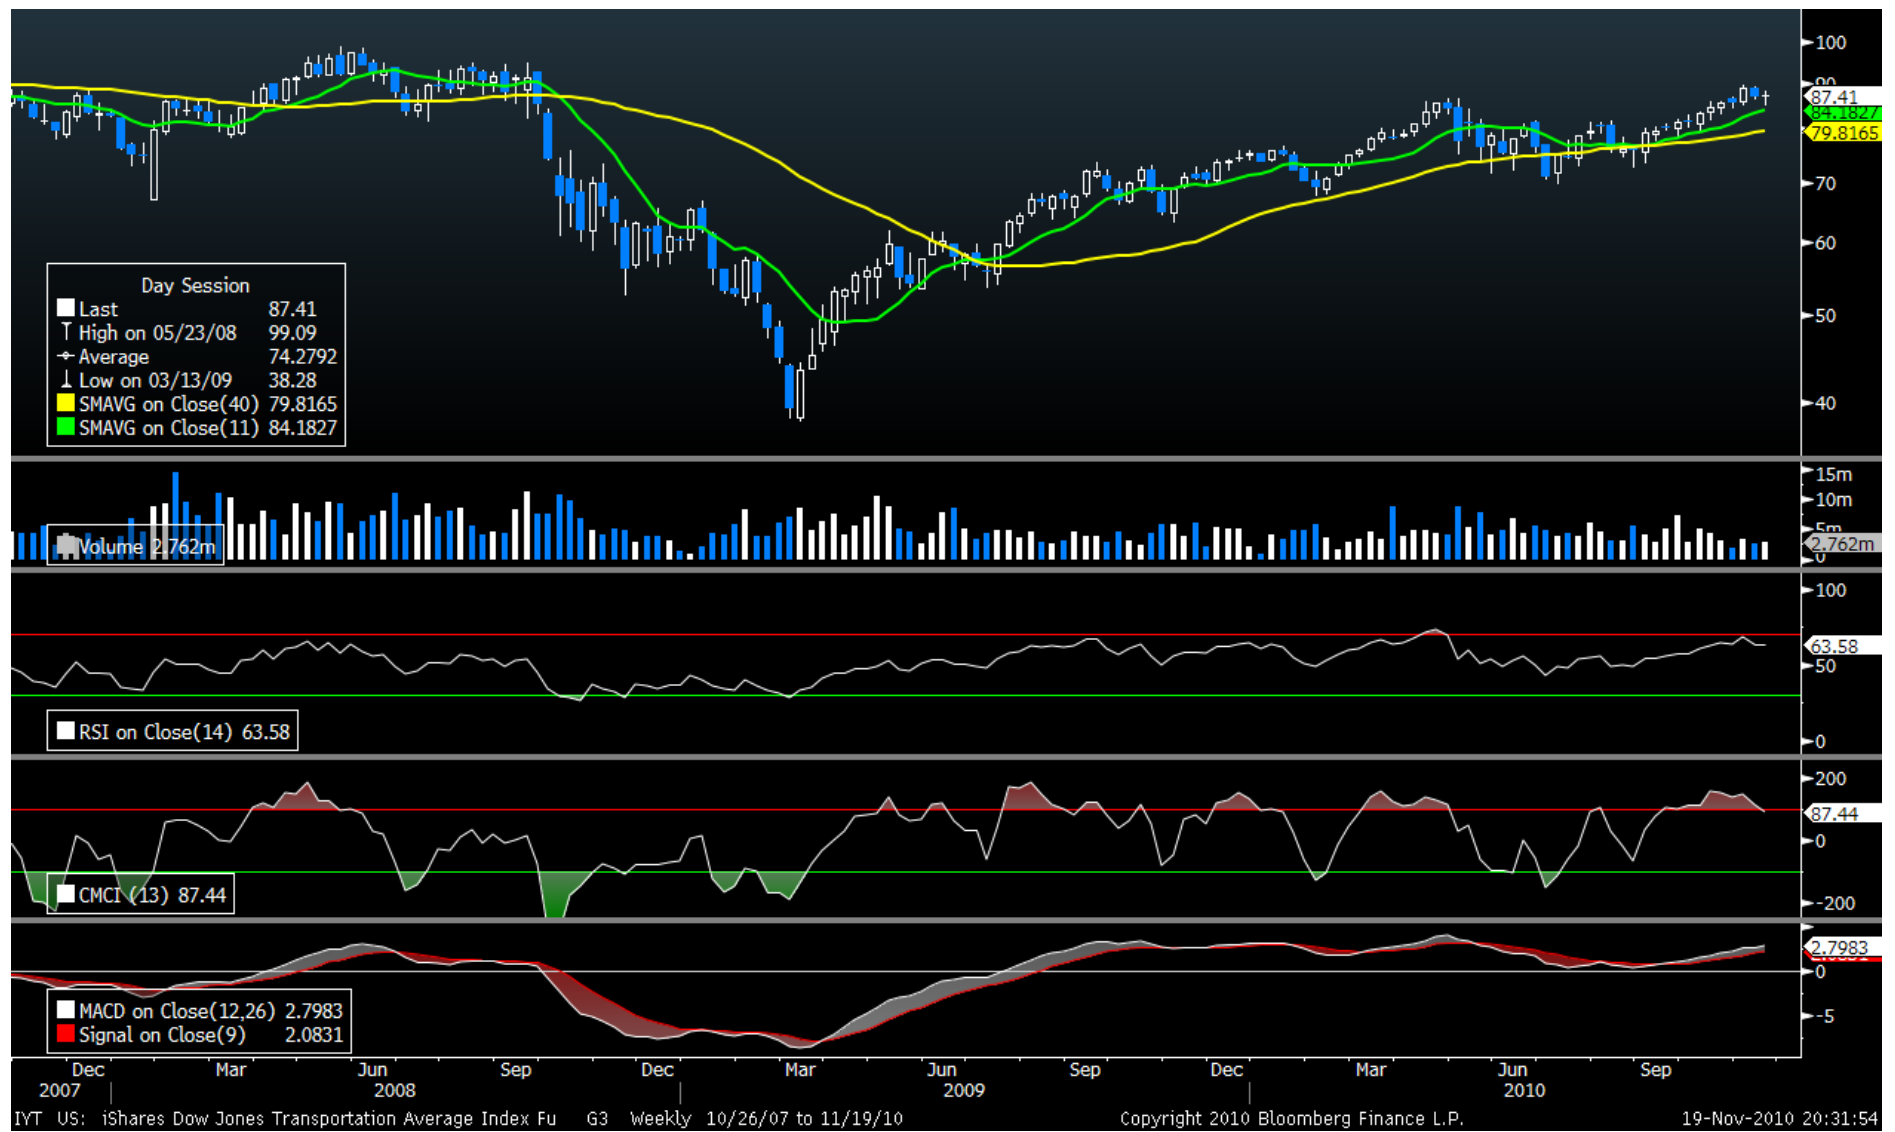 100
90
87.41
84.1827
79.8165
70
60
50
40
Day Session
Last 87.41
High on 05/23/08 99.09
Average 74.2792
Low on 03/13/09 38.28
SMAVG on Close(40) 79.8165
SMAVG on Close(11) 84.1827
15m
10m
5m
2.762m
0
Volume 2.762m
100
63.58
50
0
RSI on Close(14) 63.58
200
87.44
0
-200
CMCI (13) 87.44
2.7983
0
-5
MACD on Close(12,26) 2.7983
Signal on Close(9) 2.0831
Dec Mar Jun Sep Dec Mar Jun Sep Dec Mar Jun Sep
2007 2008 2009 2010
IYT US: iShares Dow Jones Transportation Average Index Fu G3 Weekly 10/26/07 to 11/19/10 Copyright 2010 Bloomberg Finance L.P. 19-Nov-2010 20:31:54